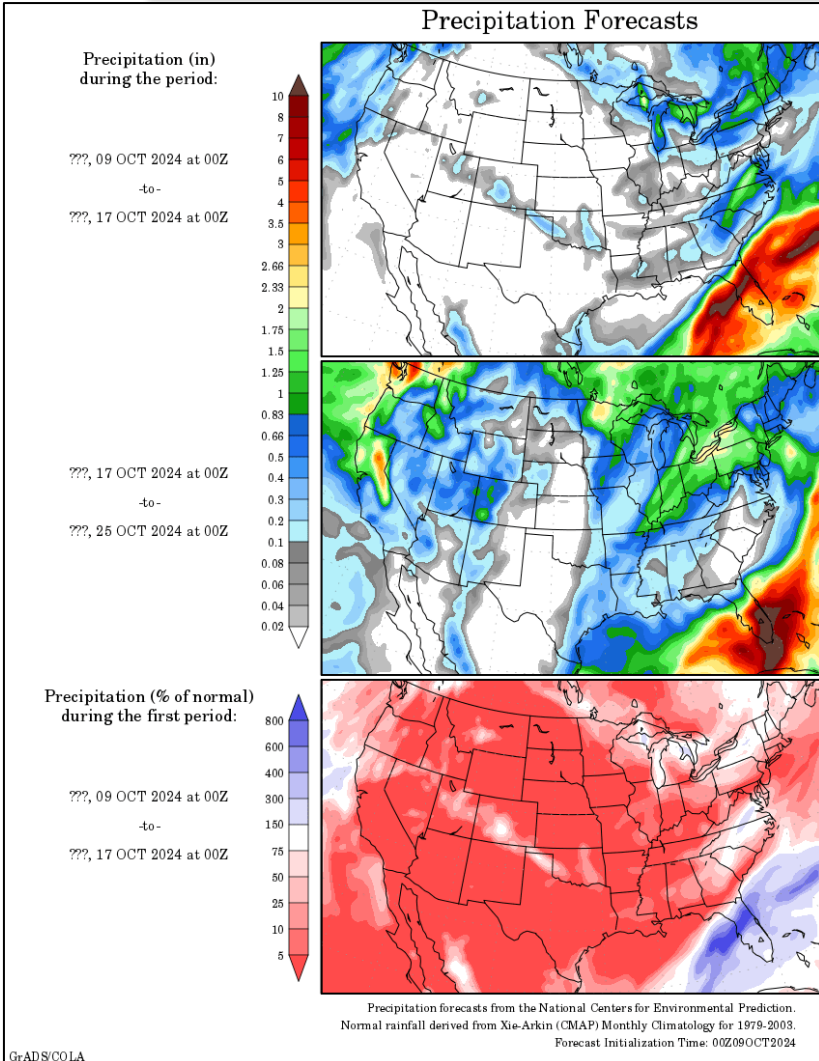 Precipitation Forecasts
Precipitation (in)
during the period:
???, 09 OCT 2024 at 00Z
-to-
???, 17 OCT 2024 at 00Z
10
8
7
6
5
4
3.5
3
2.66
2.33
2
1.75
1.5
1.25
1
0.83
0.66
0.5
0.4
0.3
0.2
0.1
0.08
0.06
0.04
0.02
???, 17 OCT 2024 at 00Z
-to-
???, 25 OCT 2024 at 00Z
Precipitation (% of normal)
during the first period:
???, 09 OCT 2024 at 00Z
-to-
???, 17 OCT 2024 at 00Z
800
600
400
300
150
75
50
25
10
5
Precipitation forecasts from the National Centers for Environmental Prediction.
Normal rainfall derived from Xie-Arkin (CMAP) Monthly Climatology for 1979-2003.
Forecast Initialization Time: 00Z09OCT2024
GrADS/COLA